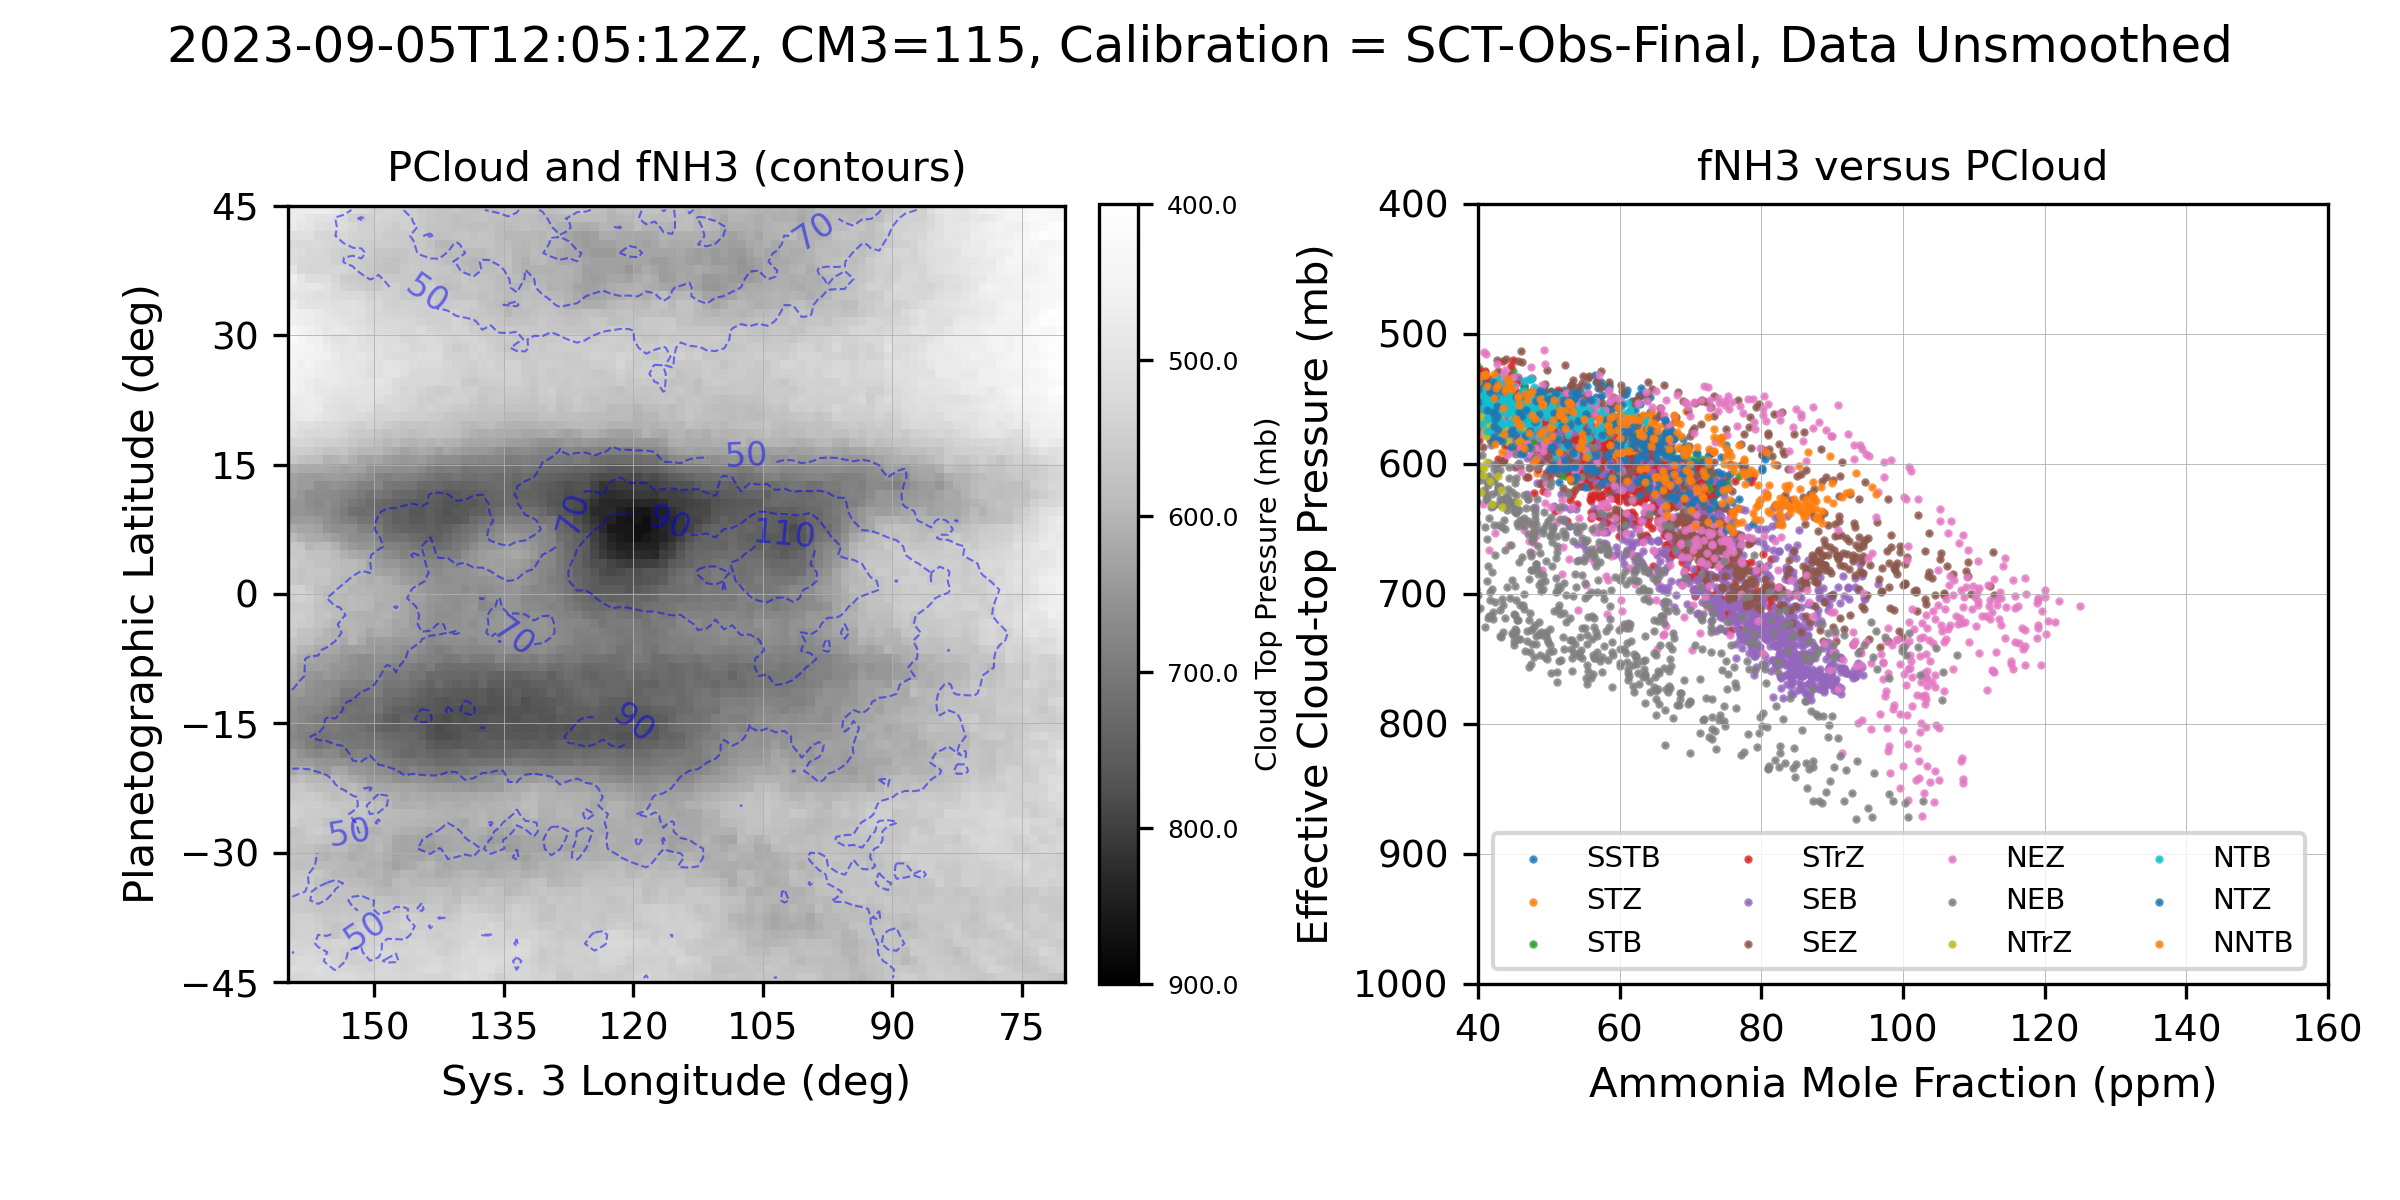 2023-09-05T12:05:12Z, CM3=115, Calibration = SCT-Obs-Final, Data Unsmoothed
PCloud and fNH3 (contours)
Planetographic Latitude (deg)
45
30
15
0
−15
−30
−45
150 135 120 105 90 75
Sys. 3 Longitude (deg)
70
50
50
70
90
110
70
90
50
50
400.0
500.0
600.0
700.0
800.0
900.0
Cloud Top Pressure (mb)
fNH3 versus PCloud
Effective Cloud-top Pressure (mb)
400
500
600
700
800
900
1000
SSTB STrZ NEZ NTB
STZ SEB NEB NTZ
STB SEZ NTrZ NNTB
40 60 80 100 120 140 160
Ammonia Mole Fraction (ppm)